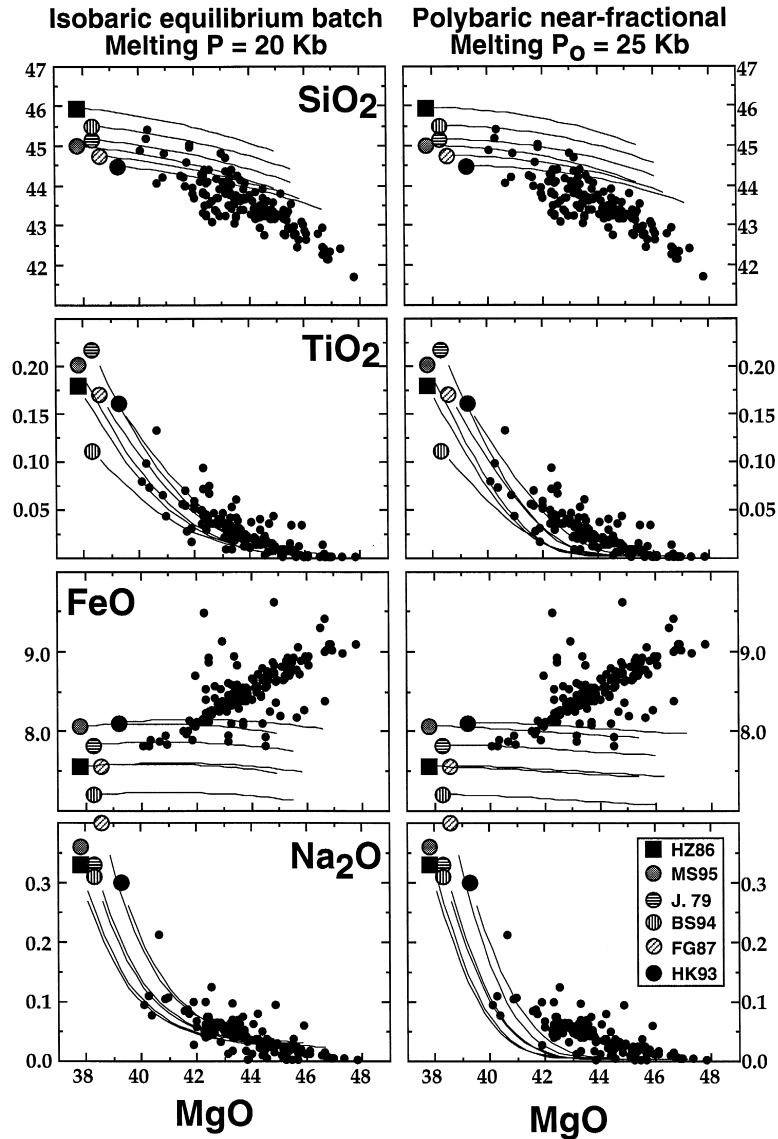 Isobaric equilibrium batch
Melting P = 20 Kb
Polybaric near-fractional
Melting Po = 25 Kb
47
46
45
44
43
42
SiO2
47
46
45
44
43
42
0.20
0.15
0.10
0.05
TiO2
0.20
0.15
0.10
0.05
FeO
9.0
8.0
9.0
8.0
Na2O
0.3
0.2
0.1
0.0
HZ86
MS95
J. 79
BS94
FG87
HK93
0.3
0.2
0.1
0.0
38 40 42 44 46 48
38 40 42 44 46 48
MgO
MgO